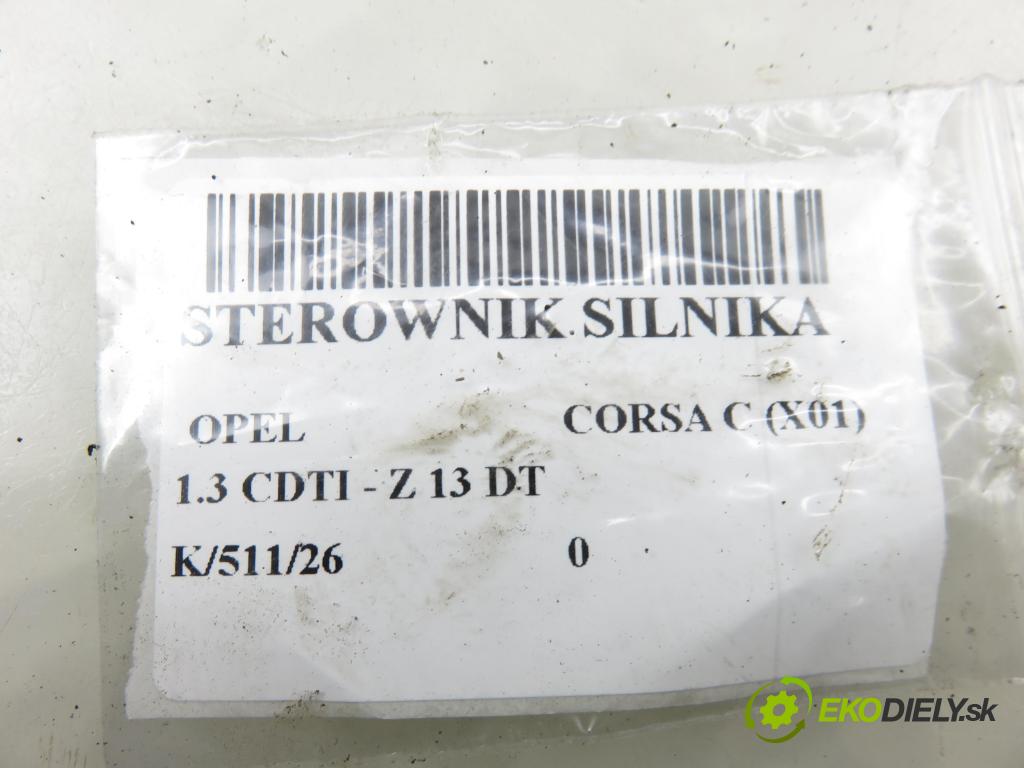 STEROWNIK SILNIKA
OPEL CORSA C (X01)
1.3 CDTI - Z 13 DT
K/511/26 0
EKODIELY.sk